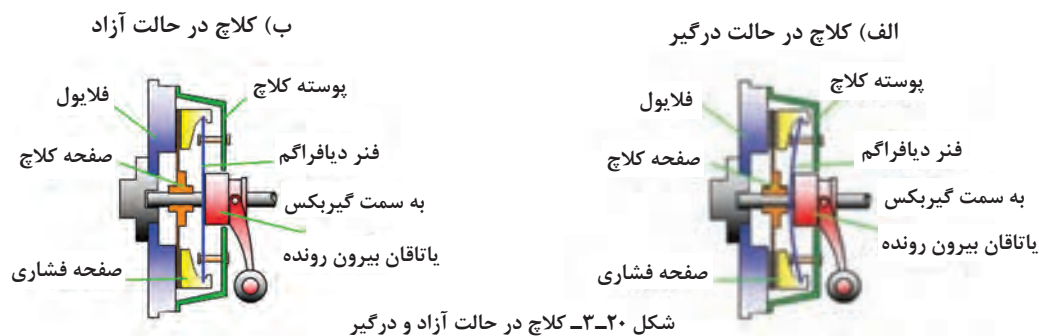 الف) کلاچ در حالت درگیر
پوسته کلاچ
فلایول
فنر دیافراگم
صفحه کلاچ
به سمت گیربکس
یاتاقان بیرون رونده
صفحه فشاری
ب) کلاچ در حالت آزاد
پوسته کلاچ
فلایول
فنر دیافراگم
صفحه کلاچ
به سمت گیربکس
یاتاقان بیرون رونده
صفحه فشاری
شکل ۲۰ـ۳ـ کلاچ در حالت آزاد و درگیر